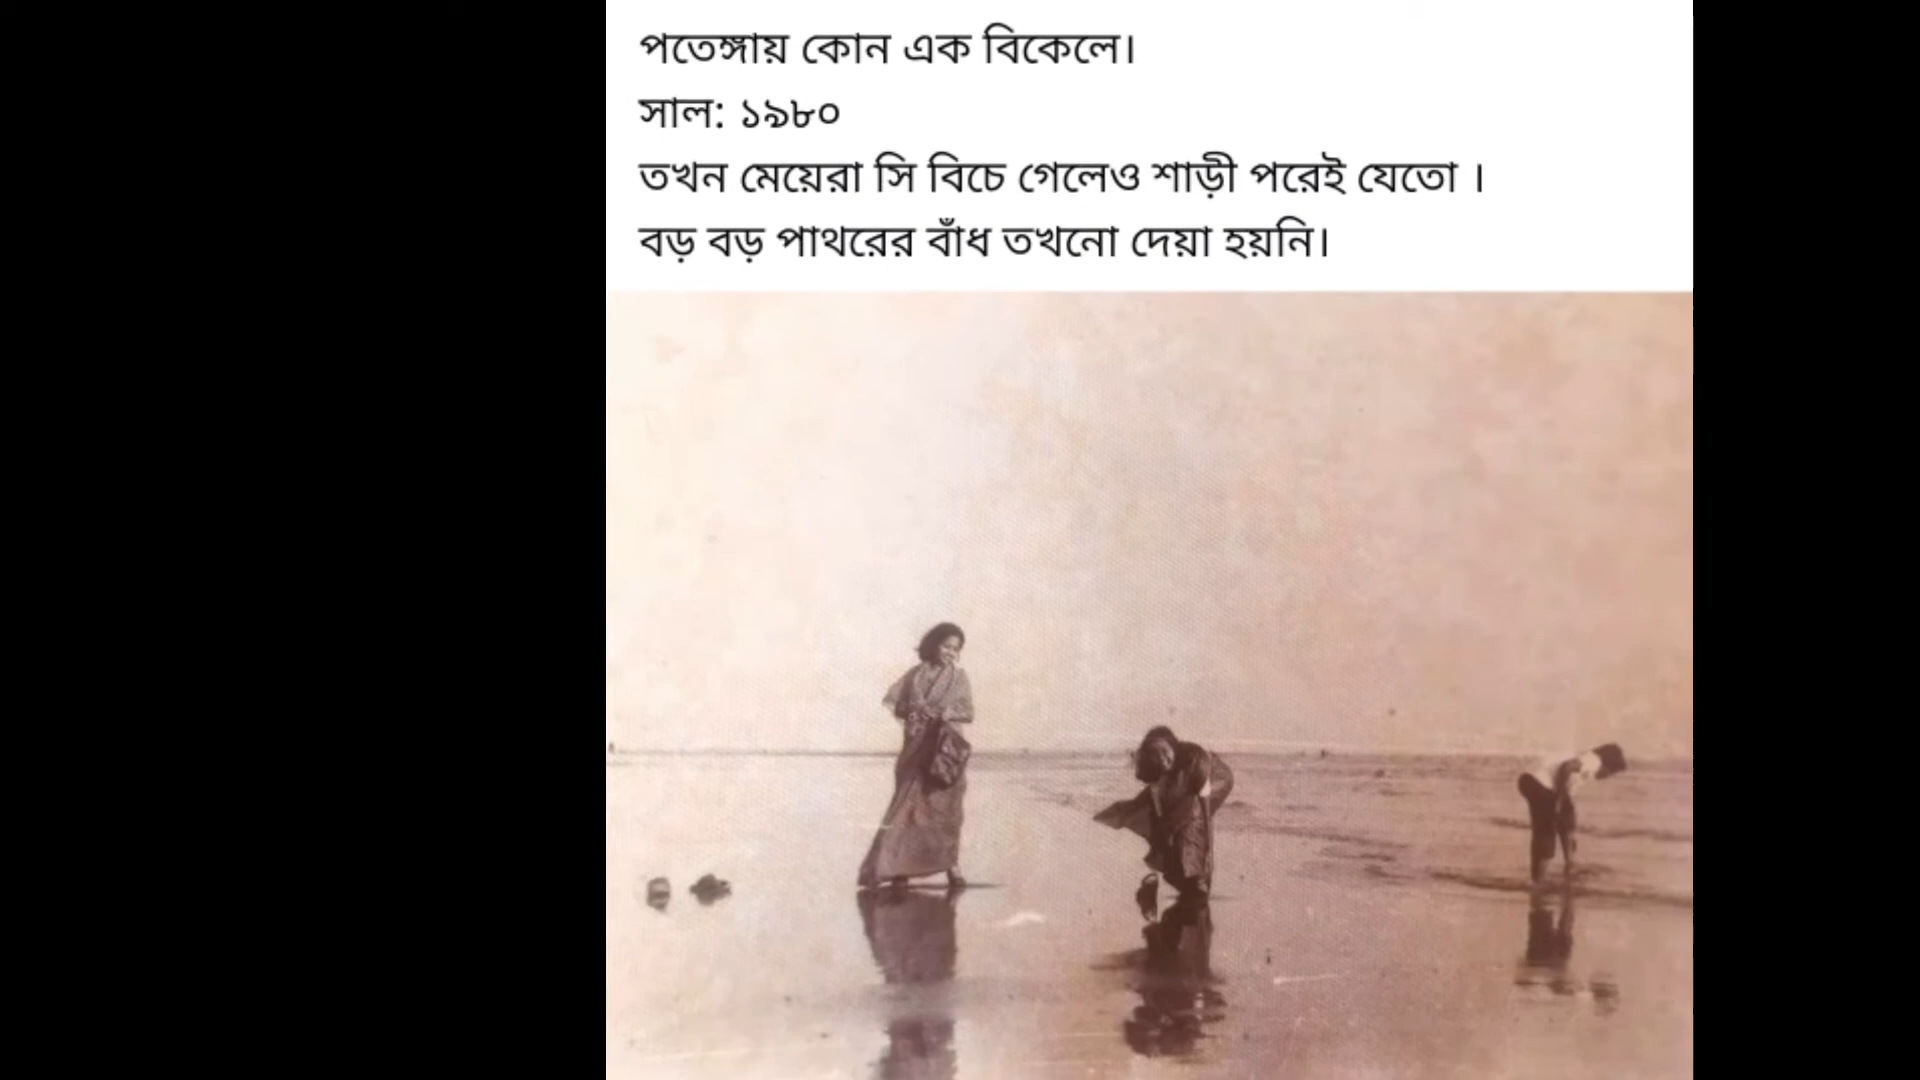 পতেঙ্গায় কোন এক বিকেলে।
সাল: ১৯৮০
তখন মেয়েরা সি বিচে গেলেও শাড়ী পরেই যেতো ।
বড় বড় পাথরের বাঁধ তখনো দেয়া হয়নি।